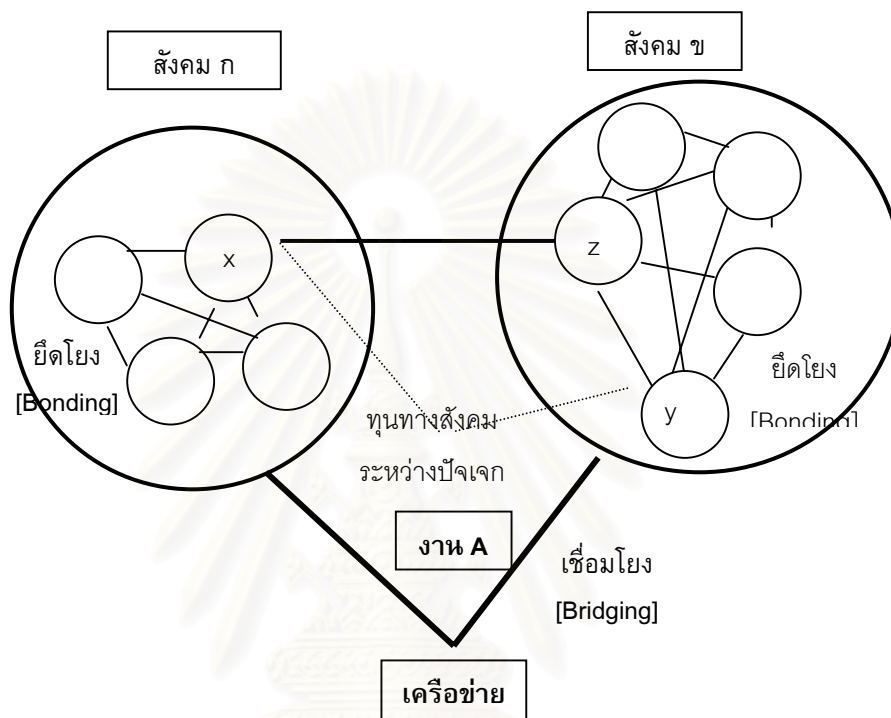 สังคม ก
สังคม ข
x
z
y
ยึดโยง
[Bonding]
ยึดโยง
[Bonding]
ทุนทางสังคม
ระหว่างปัจเจก
งาน A
เชื่อมโยง
[Bridging]
เครือข่าย